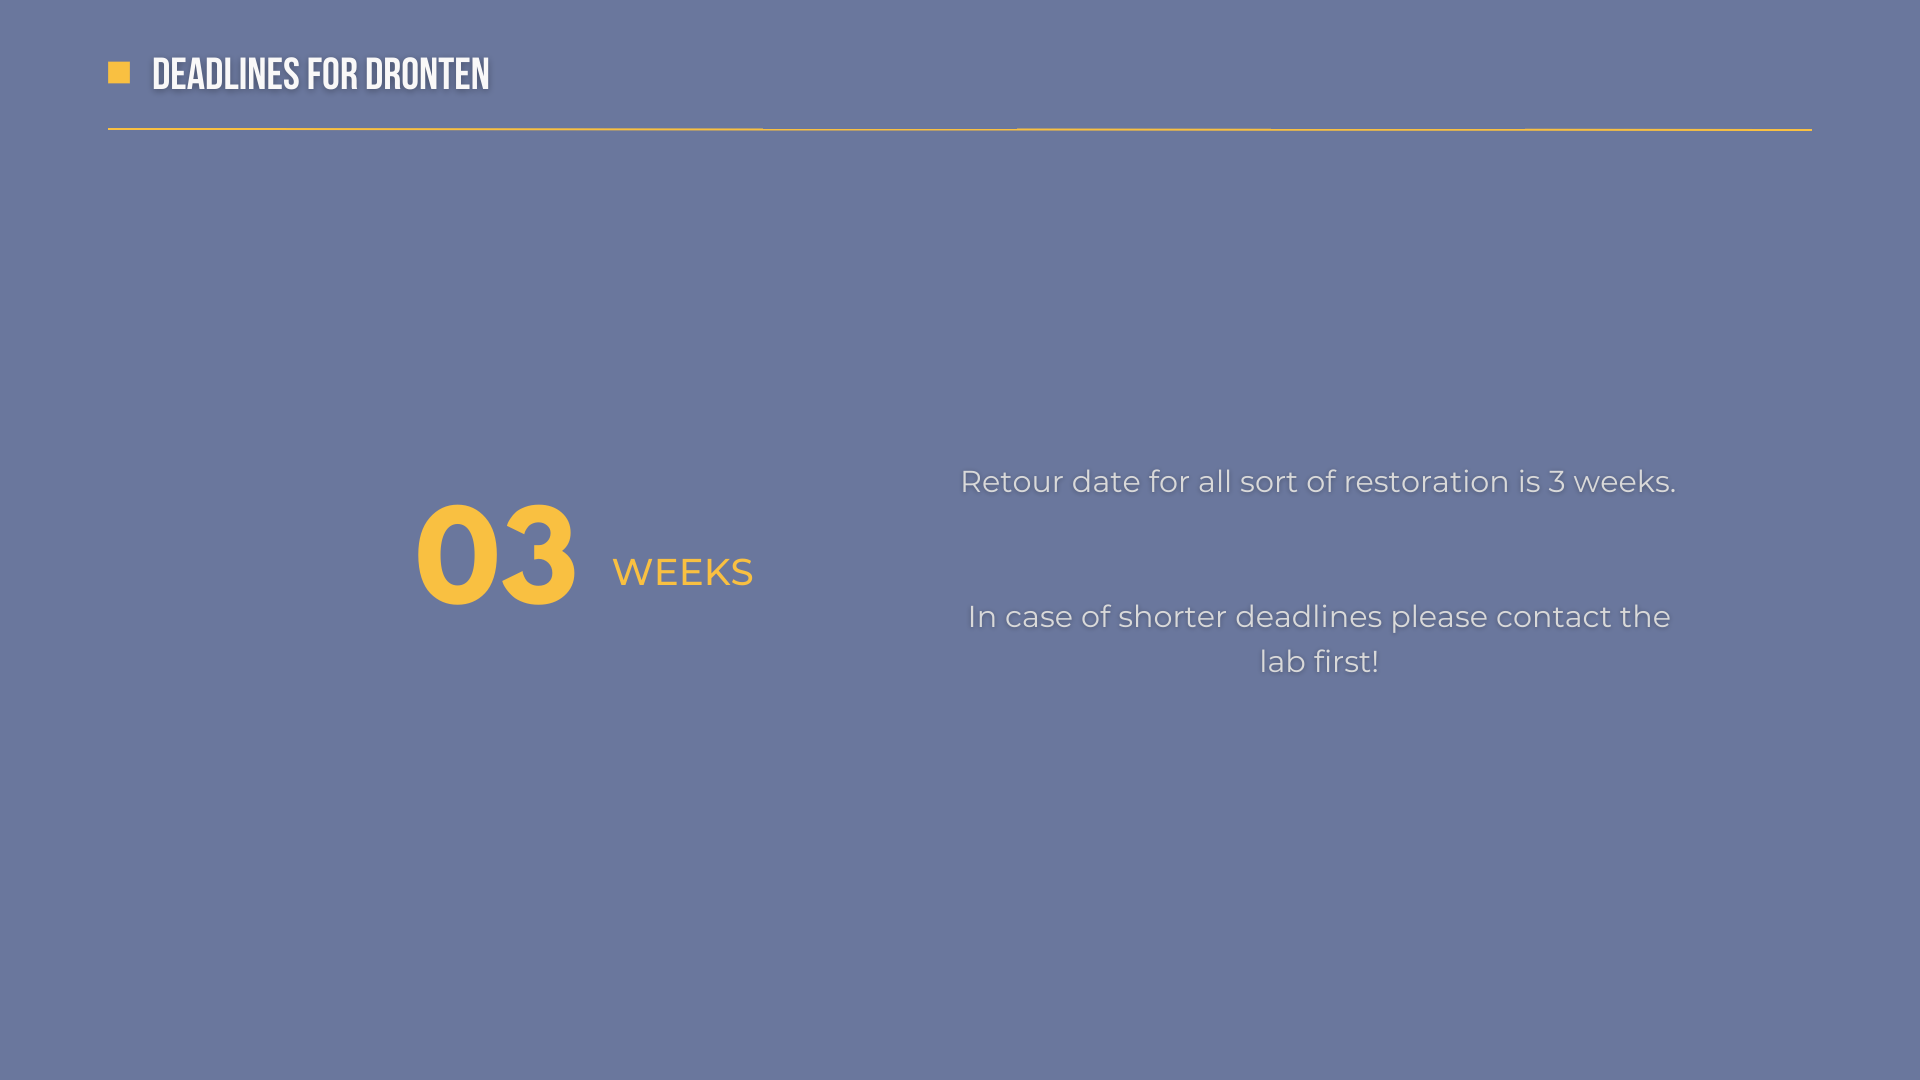 DEADLINES FOR DRONTEN
03 WEEKS
Retour date for all sort of restoration is 3 weeks.
In case of shorter deadlines please contact the
lab first!